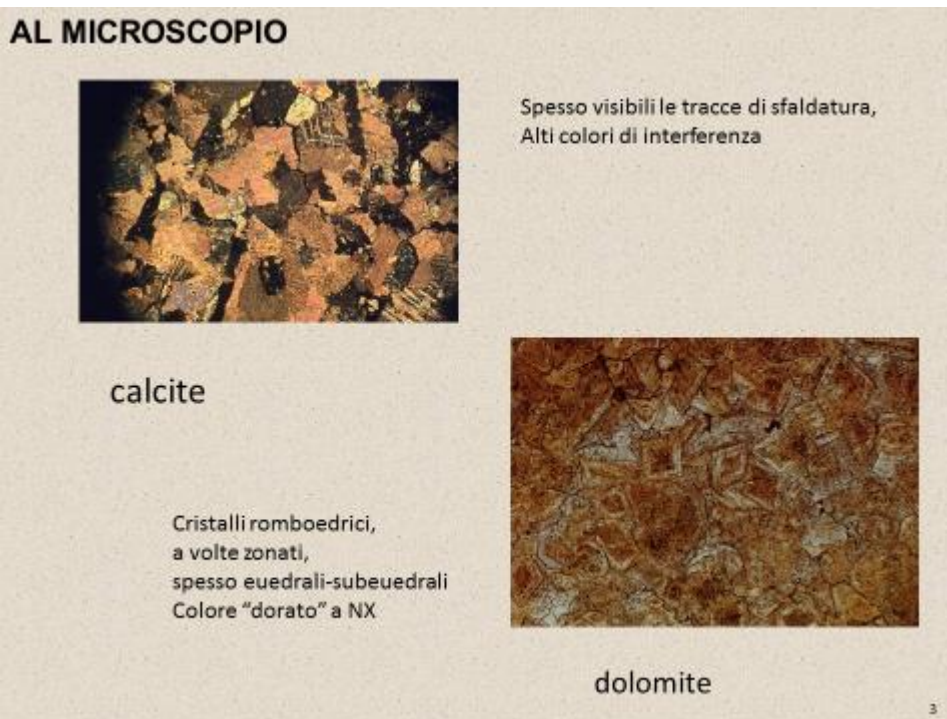 AL MICROSCOPIO
Spesso visibili le tracce di sfaldatura,
Alti colori di interferenza
calcite
Cristalli romboedrici,
a volte zonati,
spesso euedrali-subeuedrali
Colore “dorato” a NX
dolomite
3